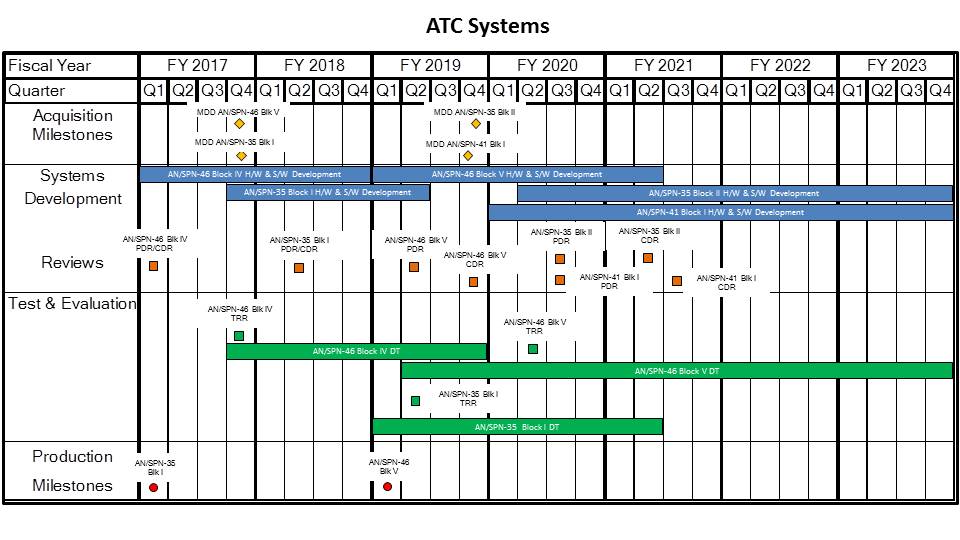 ATC Systems
Fiscal Year FY 2017 FY 2018 FY 2019 FY 2020 FY 2021 FY 2022 FY 2023
Quarter Q1 Q2 Q3 Q4 Q1 Q2 Q3 Q4 Q1 Q2 Q3 Q4 Q1 Q2 Q3 Q4 Q1 Q2 Q3 Q4 Q1 Q2 Q3 Q4 Q1 Q2 Q3 Q4
Acquisition
Milestones
MDD AN/SPN-46 Blk V
MDD AN/SPN-35 Blk II
MDD AN/SPN-35 Blk I
MDD AN/SPN-41 Blk I
Systems
Development
AN/SPN-46 Block IV H/W & S/W Development
AN/SPN-46 Block V H/W & S/W Development
AN/SPN-35 Block I H/W & S/W Development
AN/SPN-35 Block II H/W & S/W Development
AN/SPN-41 Block I H/W & S/W Development
Reviews
AN/SPN-46 Blk IV
PDR/CDR
AN/SPN-35 Blk I
PDR/CDR
AN/SPN-46 Blk V
PDR
AN/SPN-46 Blk V
CDR
AN/SPN-35 Blk II
PDR
AN/SPN-35 Blk II
CDR
AN/SPN-41 Blk I
PDR
AN/SPN-41 Blk I
CDR
Test & Evaluation
AN/SPN-46 Blk IV
TRR
AN/SPN-46 Blk V
TRR
AN/SPN-46 Block IV DT
AN/SPN-46 Block V DT
AN/SPN-35 Blk I
TRR
AN/SPN-35 Block I DT
Production
Milestones
AN/SPN-35
Blk I
AN/SPN-46
Blk V